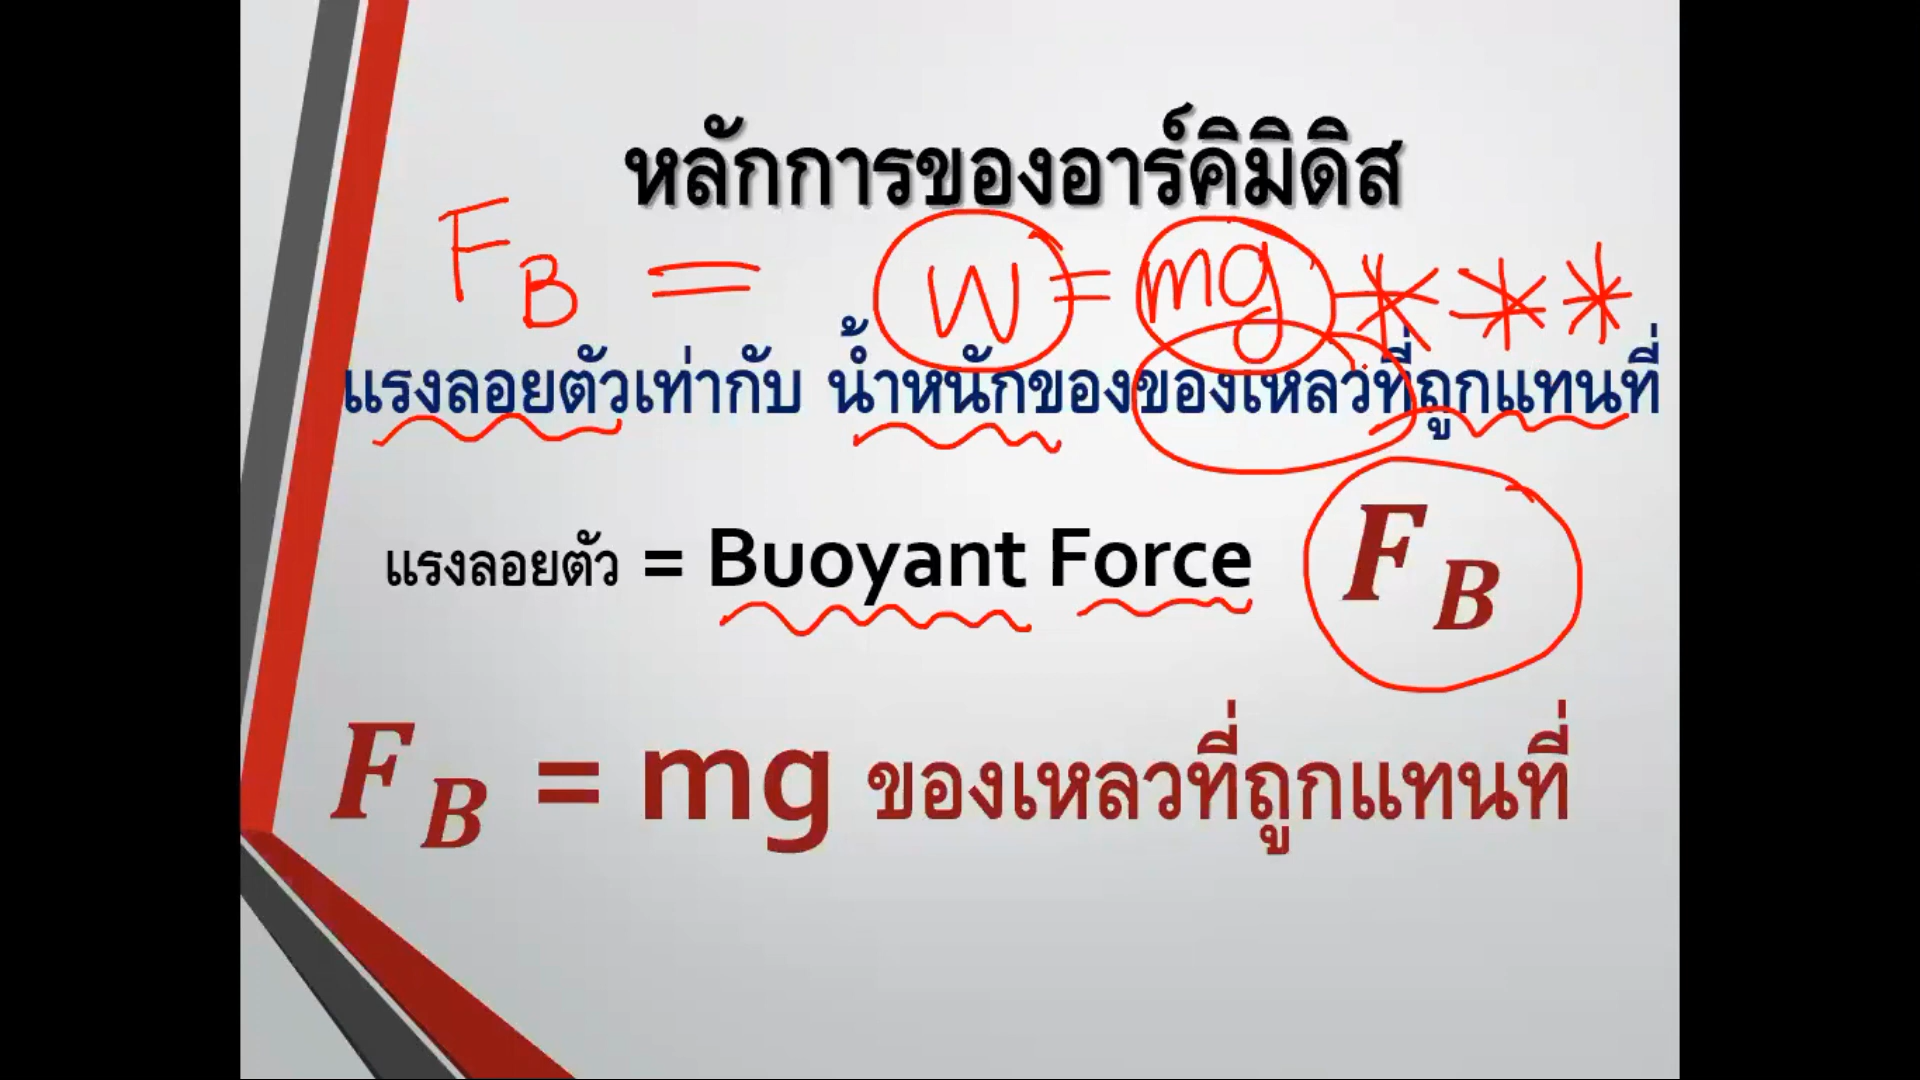 หลักการของอาร์คิมิดิส
F_B = W = mg ***
แรงลอยตัวเท่ากับ น้ำหนักของของเหลวที่ถูกแทนที่
แรงลอยตัว = Buoyant Force F_B
F_B = mg ของเหลวที่ถูกแทนที่